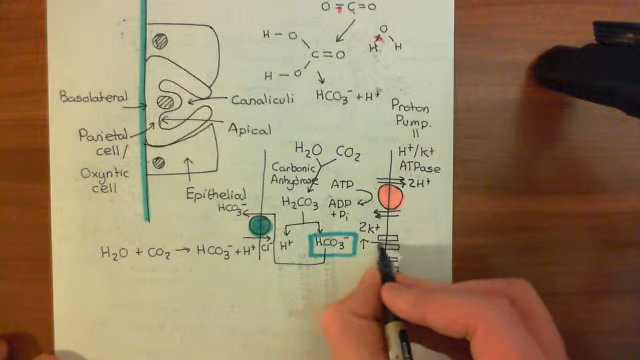 O = C = O
H - O
C = O
H - O
O
H H
HCO3⁻ + H⁺
Basolateral
Parietal
cell/
Oxyntic
cell
Canaliculi
Apical
Epithelial
Proton
Pump
=
H⁺/K⁺
ATPase
2H⁺
H2O CO2
Carbonic
Anhydrase
H2CO3
ATP
ADP
+ Pi
2K⁺
HCO3⁻
Cl⁻
H⁺ HCO3⁻
H2O + CO2 → HCO3⁻ + H⁺